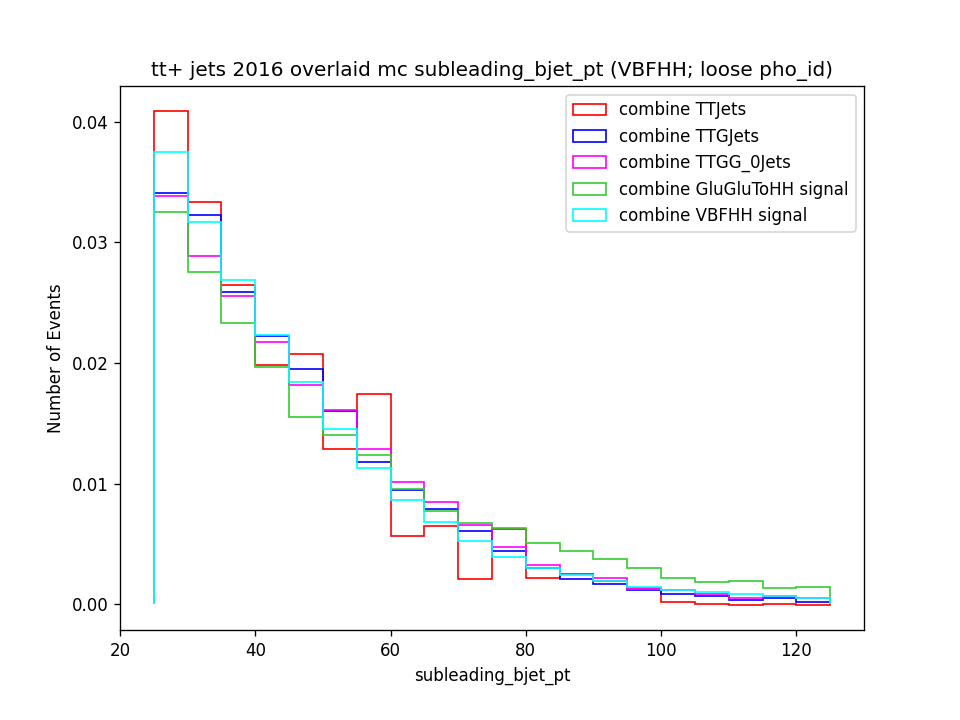 tt+ jets 2016 overlaid mc subleading_bjet_pt (VBFHH; loose pho_id)
combine TTJets
combine TTGJets
combine TTGG_0Jets
combine GluGluToHH signal
combine VBFHH signal
Number of Events
0.04
0.03
0.02
0.01
0.00
20 40 60 80 100 120
subleading_bjet_pt